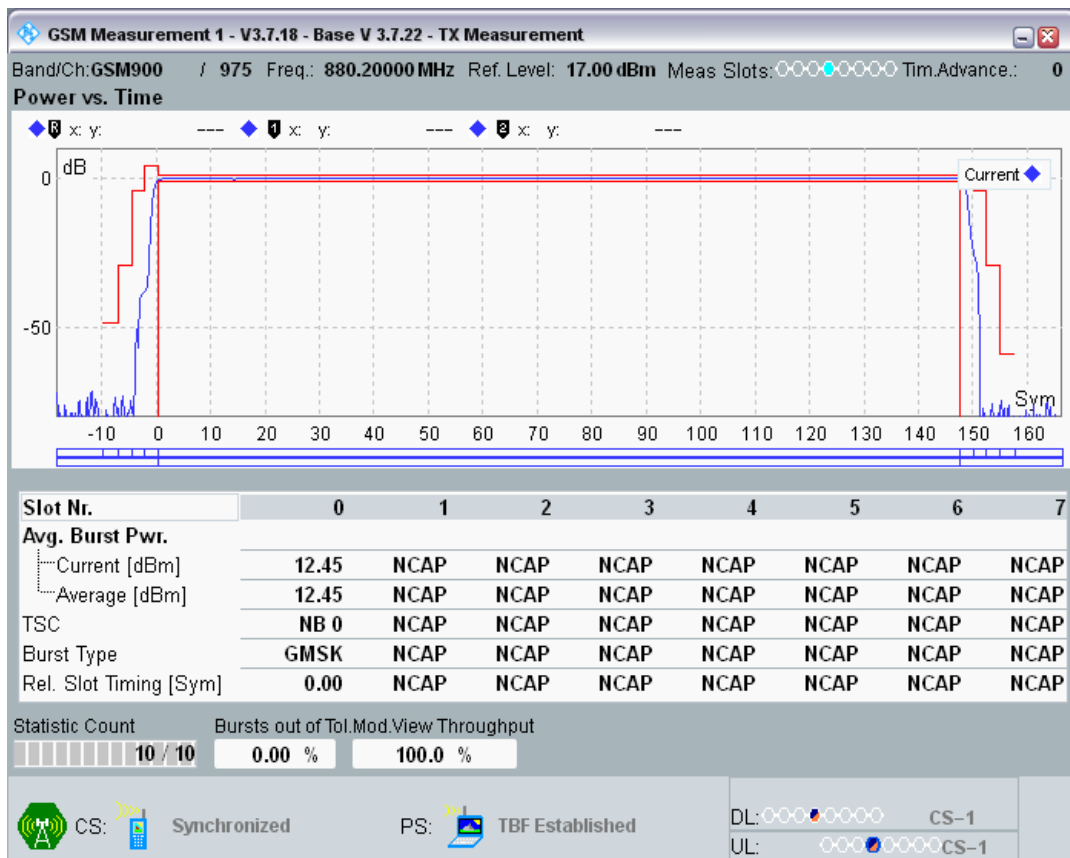 GSM Measurement 1 - V3.7.18 - Base V 3.7.22 - TX Measurement
Band/Ch:GSM900 / 975 Freq.: 880.20000 MHz Ref. Level: 17.00 dBm Meas Slots: Tim.Advance.: 0
Power vs. Time
R x: y: --- 1 x: y: --- 2 x: y: ---
dB
Current
0
-50
Sym
-10 0 10 20 30 40 50 60 70 80 90 100 110 120 130 140 150 160
Slot Nr. 0 1 2 3 4 5 6 7
Avg. Burst Pwr.
Current [dBm] 12.45 NCAP NCAP NCAP NCAP NCAP NCAP NCAP
Average [dBm] 12.45 NCAP NCAP NCAP NCAP NCAP NCAP NCAP
TSC NB 0 NCAP NCAP NCAP NCAP NCAP NCAP NCAP
Burst Type GMSK NCAP NCAP NCAP NCAP NCAP NCAP NCAP
Rel. Slot Timing [Sym] 0.00 NCAP NCAP NCAP NCAP NCAP NCAP NCAP
Statistic Count Bursts out of Tol.Mod.View Throughput
10 / 10 0.00 % 100.0 %
CS: Synchronized PS: TBF Established
DL: CS-1
UL: CS-1